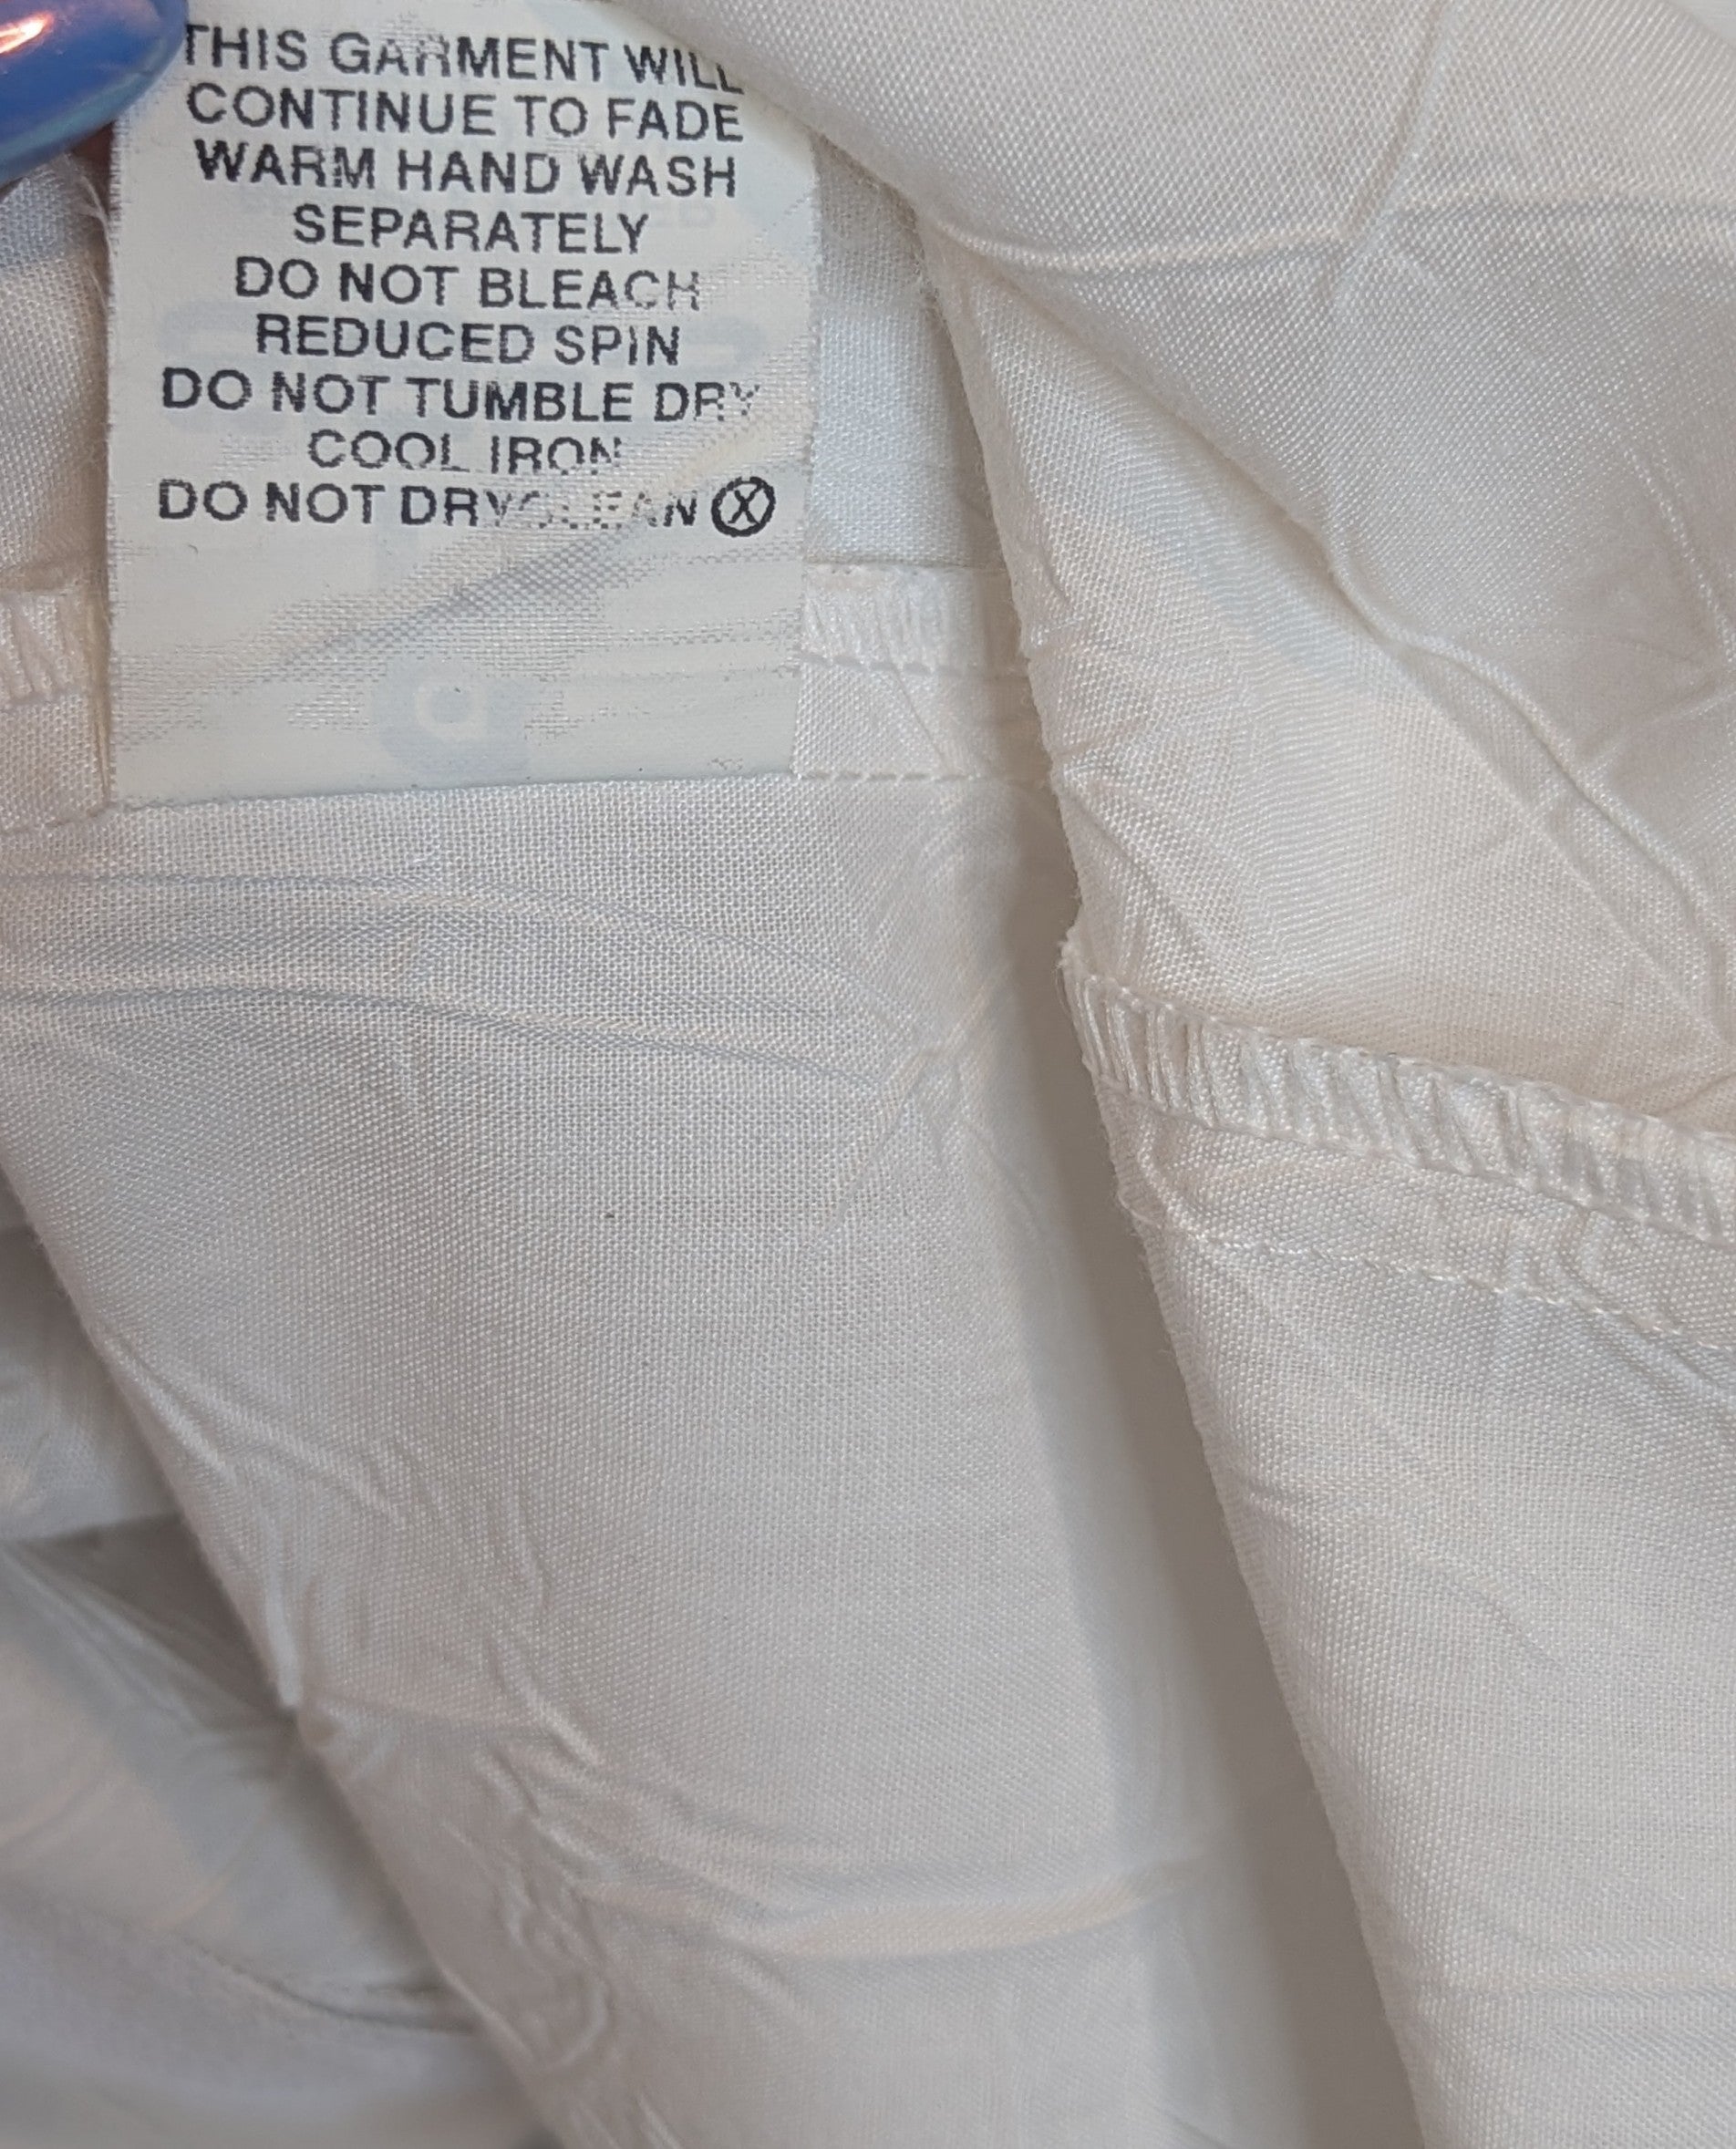 THIS GARMENT WILL
CONTINUE TO FADE
WARM HAND WASH
SEPARATELY
DO NOT BLEACH
REDUCED SPIN
DO NOT TUMBLE DRY
COOL IRON
DO NOT DRYCLEAN Ⓧ